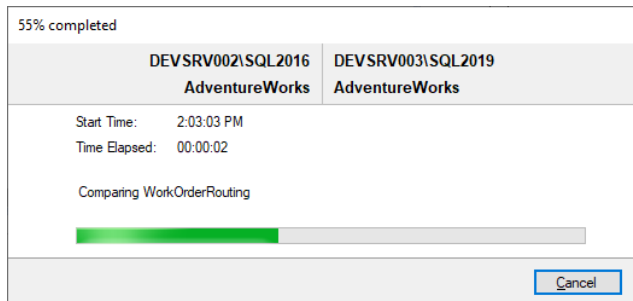 55% completed
DEVSRV002\SQL2016 DEVSRV003\SQL2019
AdventureWorks AdventureWorks
Start Time: 2:03:03 PM
Time Elapsed: 00:00:02
Comparing WorkOrderRouting
Cancel